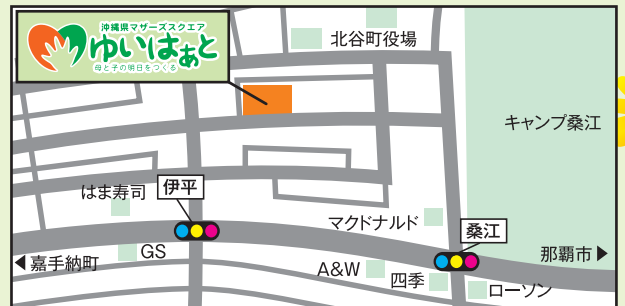 沖縄県マザーズスクエア
ゆいはぁと
母と子の明日をつくる
北谷町役場
キャンプ桑江
はま寿司
伊平
マクドナルド
桑江
嘉手納町
GS
A&W
四季
ローソン
那覇市